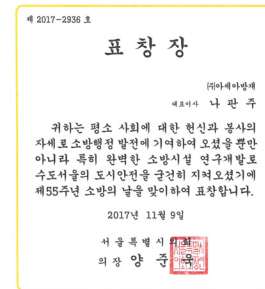 제 2017-2936 호
표 창 장
㈜아세아방재
대표이사 나 판 주
귀하는 평소 사회에 대한 헌신과 봉사의
자세로 소방행정 발전에 기여하여 오셨을 뿐만
아니라 특히 완벽한 소방시설 연구개발로
수도서울의 도시안전을 굳건히 지켜오셨기에
제55주년 소방의 날을 맞이하여 표창합니다.
2017년 11월 9일
서울특별시의회
의장 양 준 욱